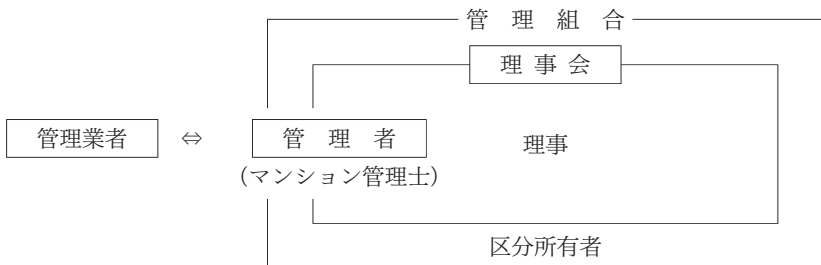 管理組合
理事会
管理業者 ⇔ 管理者 理事
(マンション管理士)
区分所有者